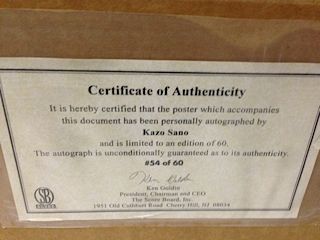 Certificate of Authenticity
It is hereby certified that the poster which accompanies
this document has been personally autographed by
Kazo Sano
and is limited to an edition of 60.
The autograph is unconditionally guaranteed as to its authenticity.
#54 of 60
Ken Goldin
President, Chairman and CEO
The Score Board, Inc.
1951 Old Cuthbert Road Cherry Hill, NJ 08034
SB